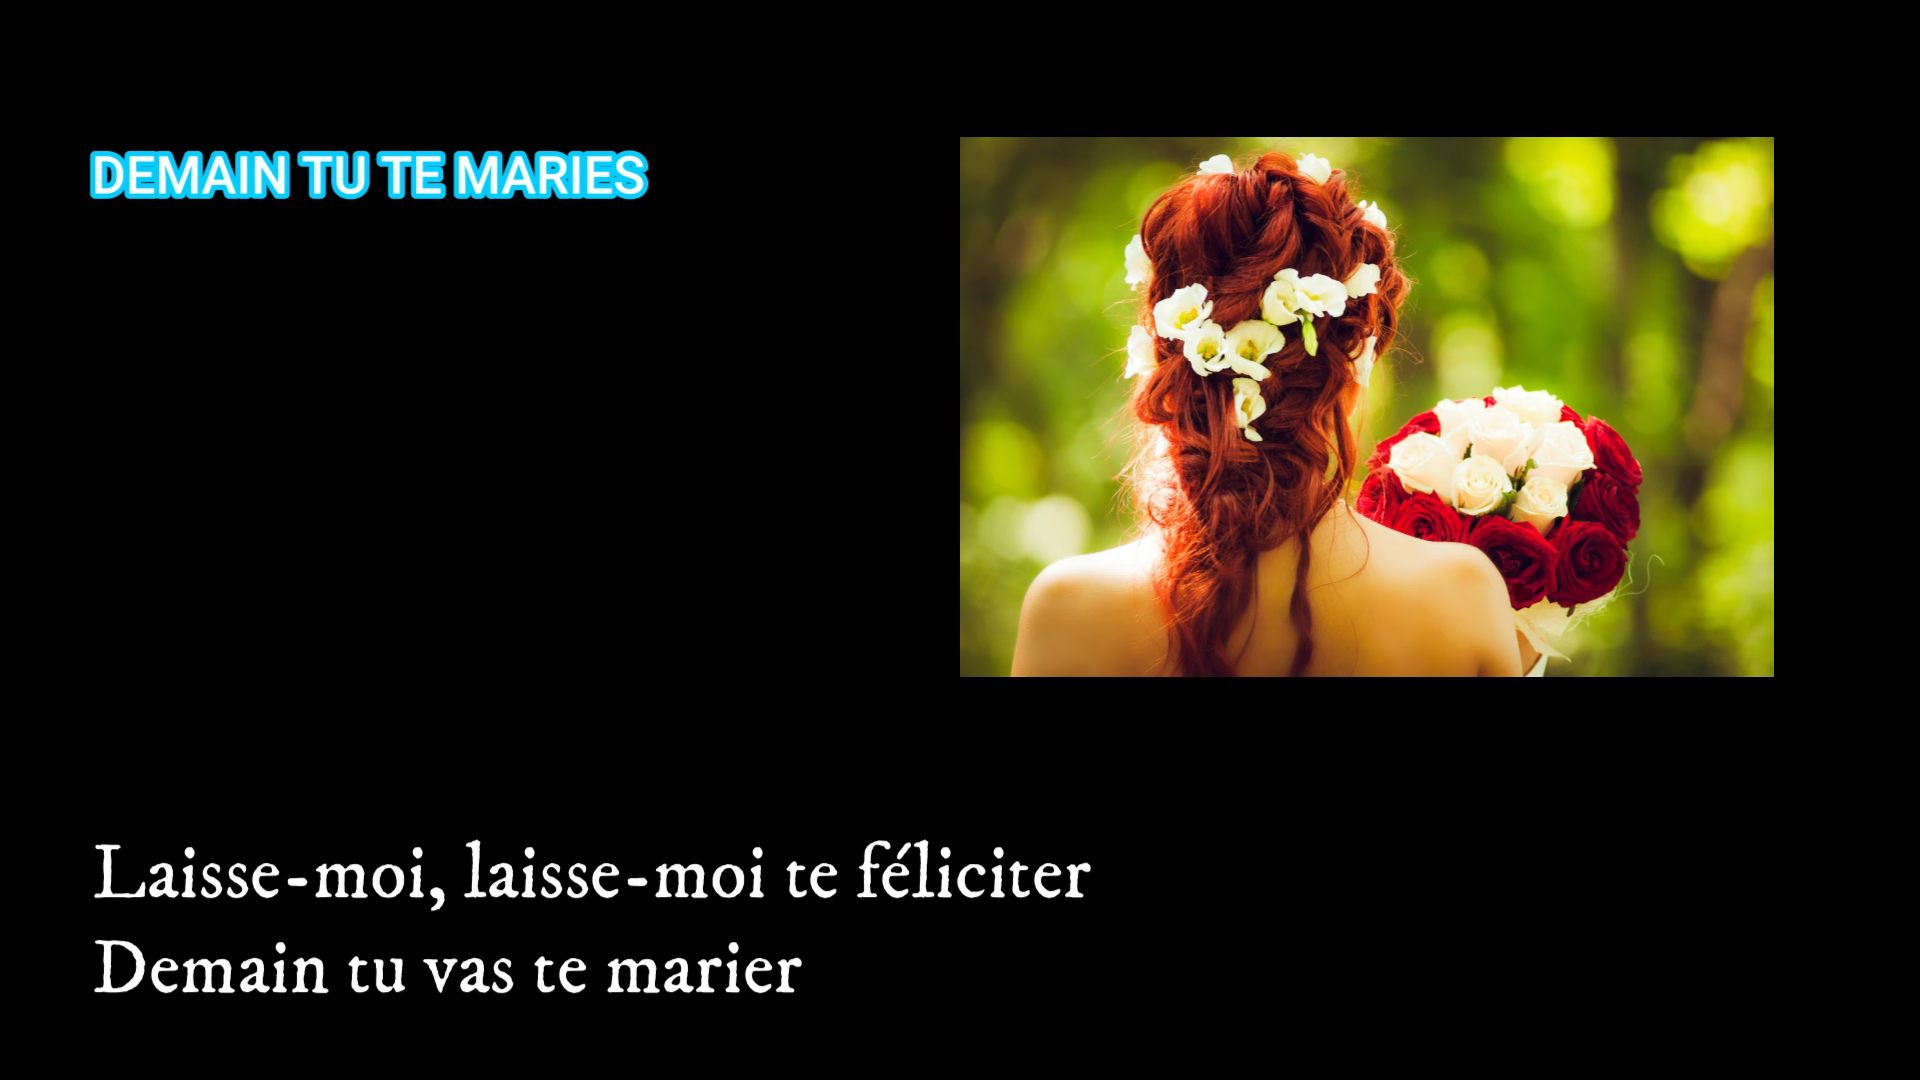 DEMAIN TU TE MARIES
Laisse-moi, laisse-moi te féliciter
Demain tu vas te marier